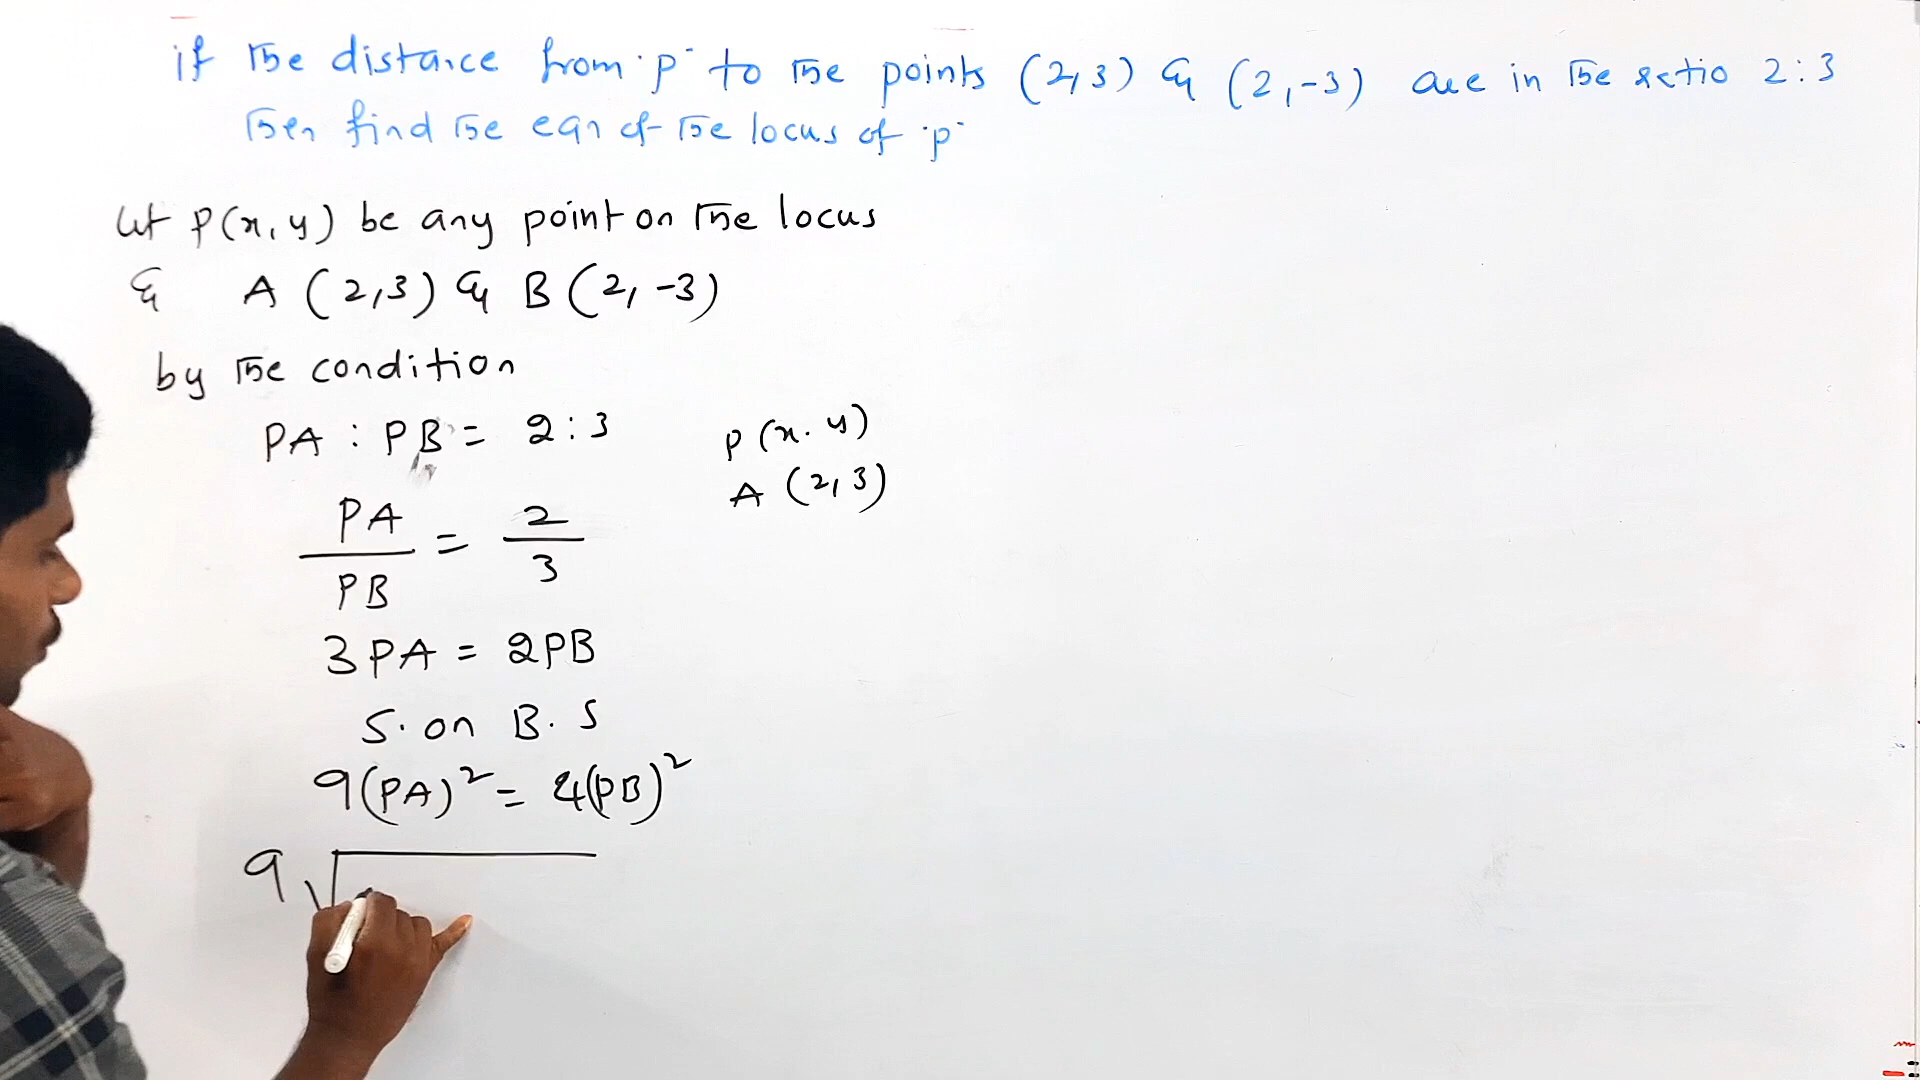 if the distance from 'p' to the points (2,3) & (2,-3) are in the ratio 2:3
then find the eqn of the locus of 'p'
Let P(x,y) be any point on the locus
& A (2,3) & B (2,-3)
by the condition
PA : PB = 2:3
P(x.y)
A (2,3)
PA/PB = 2/3
3PA = 2PB
S. on B. S
9(PA)² = 4(PB)²
9√